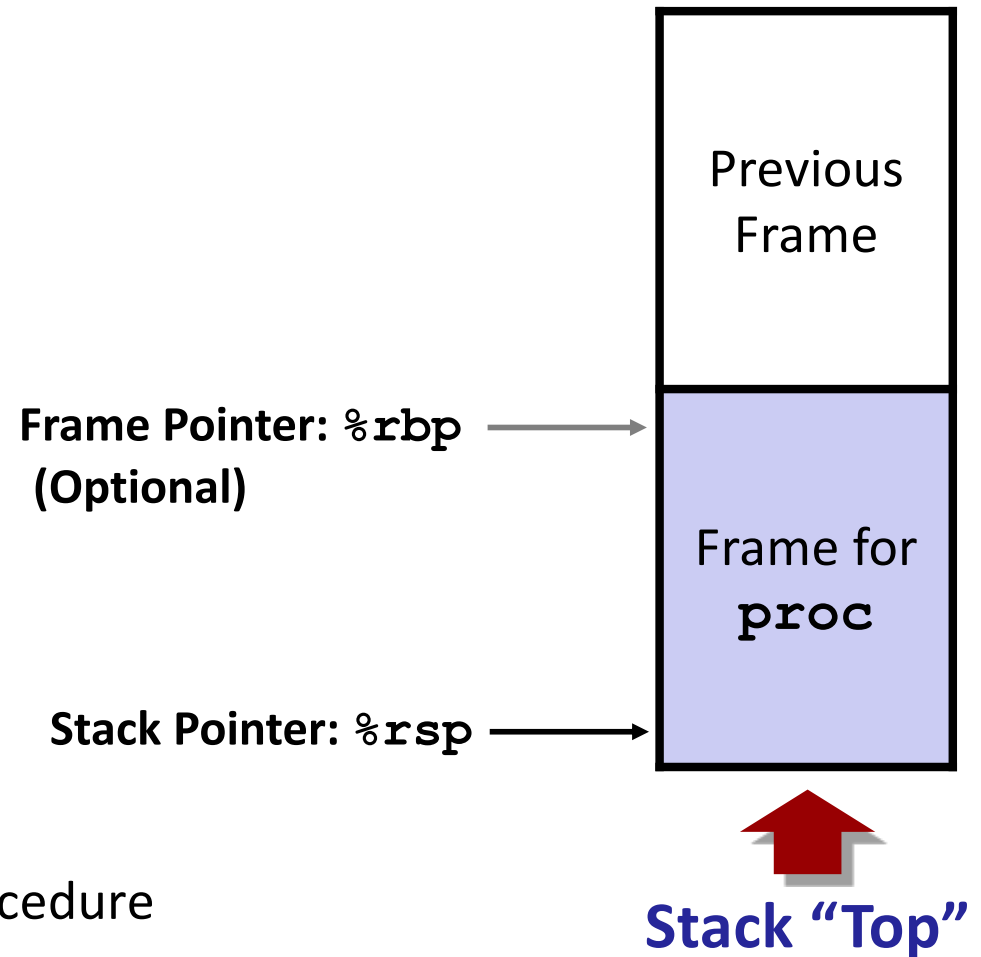 Previous
Frame
Frame Pointer: %rbp
(Optional)
Frame for
proc
Stack Pointer: %rsp
cedure
Stack “Top”